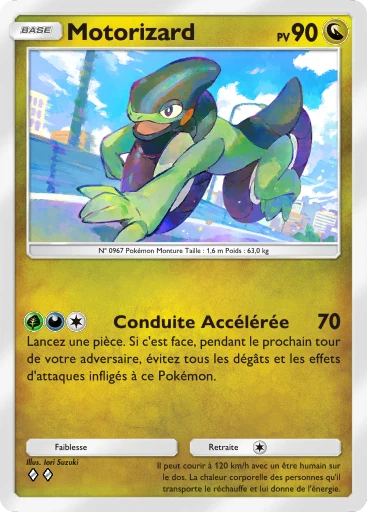 BASE Motorizard PV 90
N° 0967 Pokémon Monture Taille : 1,6 m Poids : 63,0 kg
Conduite Accélérée 70
Lancez une pièce. Si c'est face, pendant le prochain tour
de votre adversaire, évitez tous les dégâts et les effets
d'attaques infligés à ce Pokémon.
Faiblesse Retraite
Illus. Iori Suzuki
Il peut courir à 120 km/h avec un être humain sur
le dos. La chaleur corporelle des personnes qu'il
transporte le réchauffe et lui donne de l'énergie.